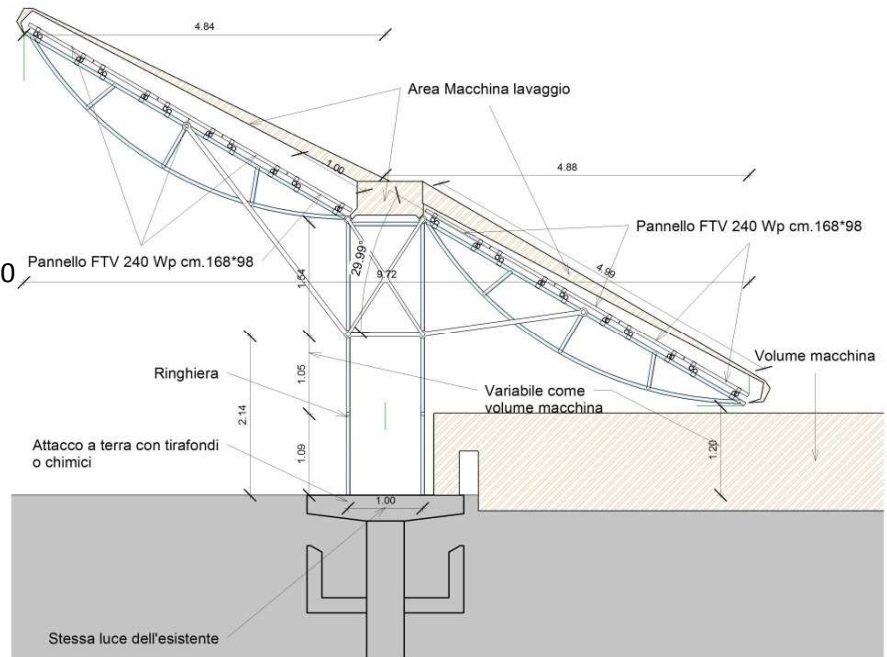 4.84
Area Macchina lavaggio
1.00
4.88
Pannello FTV 240 Wp cm.168*98
Pannello FTV 240 Wp cm.168*98
0
29.99°
9.72
1.54
4.99
Volume macchina
Ringhiera
1.05
Variabile come
volume macchina
2.14
Attacco a terra con tirafondi
o chimici
1.09
1.20
1.00
Stessa luce dell'esistente